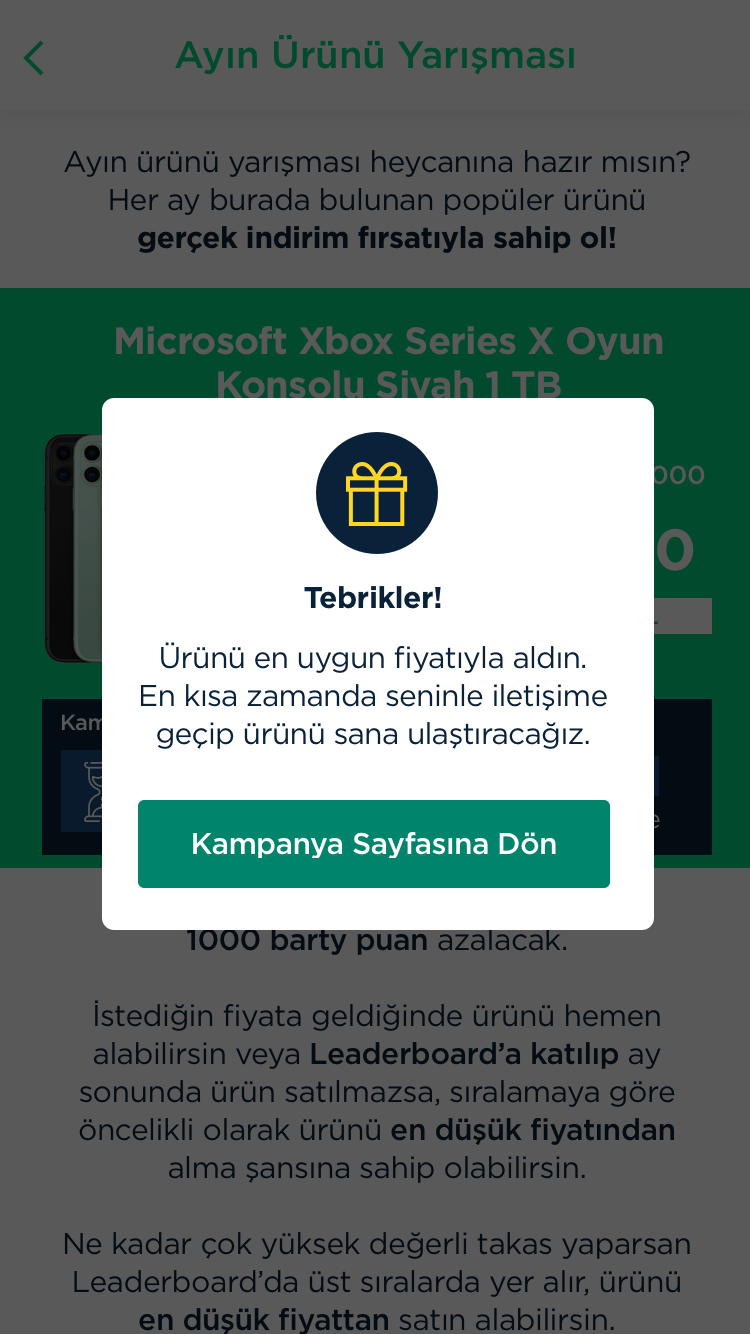 Ayın Ürünü Yarışması
Ayın ürünü yarışması heycanına hazır mısın?
Her ay burada bulunan popüler ürünü
gerçek indirim fırsatıyla sahip ol!
Microsoft Xbox Series X Oyun
Konsolu Siyah 1 TB
000
0
Tebrikler!
Ürünü en uygun fiyatıyla aldın.
En kısa zamanda seninle iletişime
geçip ürünü sana ulaştıracağız.
Kam
Kampanya Sayfasına Dön
1000 barty puan azalacak.
İstediğin fiyata geldiğinde ürünü hemen
alabilirsin veya Leaderboard’a katılıp ay
sonunda ürün satılmazsa, sıralamaya göre
öncelikli olarak ürünü en düşük fiyatından
alma şansına sahip olabilirsin.
Ne kadar çok yüksek değerli takas yaparsan
Leaderboard’da üst sıralarda yer alır, ürünü
en düşük fiyattan satın alabilirsin.